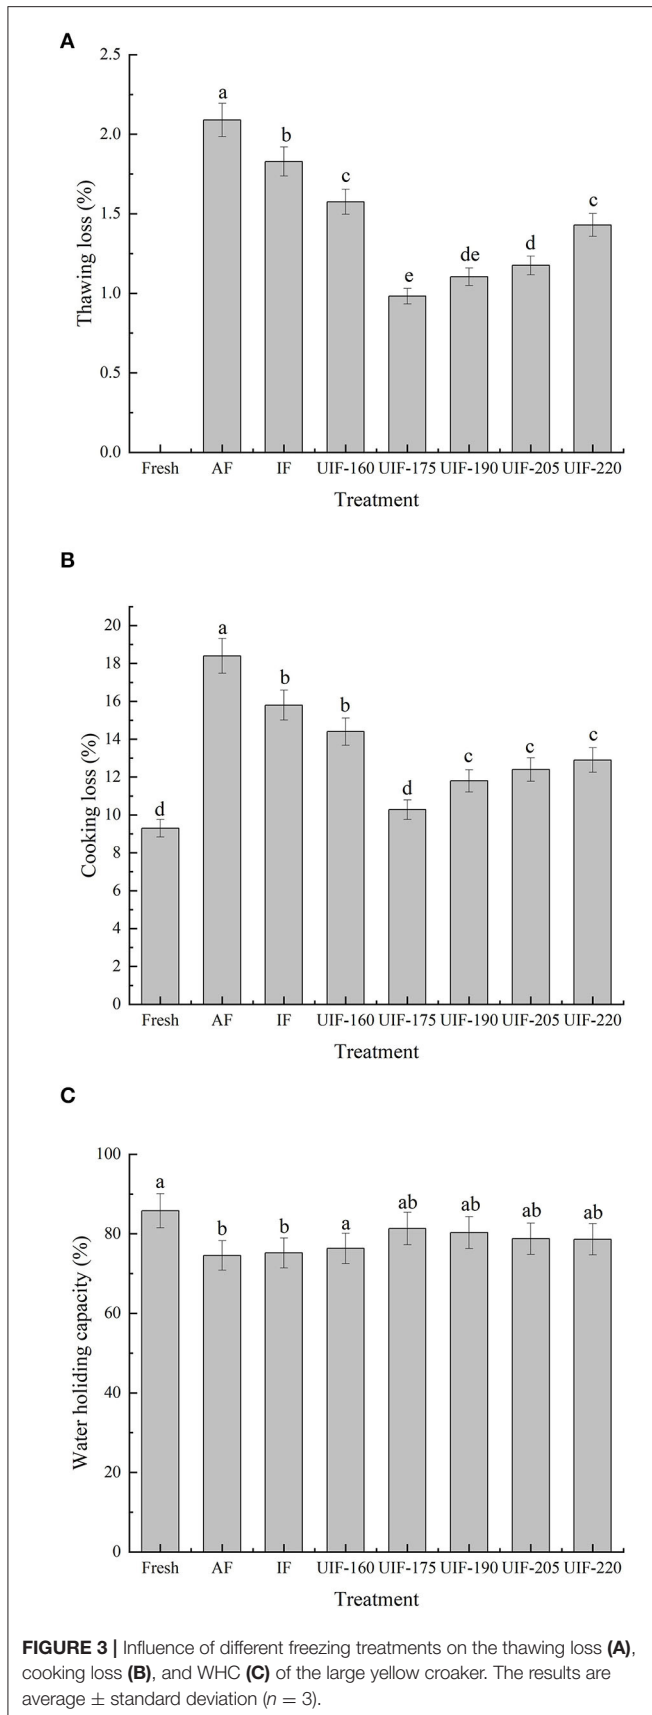 A
2.5
2.0
1.5
1.0
0.5
0.0
Thawing loss (%)
a
b
c
e
de
d
c
Fresh AF IF UIF-160 UIF-175 UIF-190 UIF-205 UIF-220
Treatment
B
20
18
16
14
12
10
8
6
4
2
0
Cooking loss (%)
d
a
b
b
d
c
c
c
Fresh AF IF UIF-160 UIF-175 UIF-190 UIF-205 UIF-220
Treatment
C
100
80
60
40
20
0
Water holiding capacity (%)
a
b
b
a
ab
ab
ab
ab
Fresh AF IF UIF-160 UIF-175 UIF-190 UIF-205 UIF-220
Treatment
FIGURE 3 | Influence of different freezing treatments on the thawing loss (A),
cooking loss (B), and WHC (C) of the large yellow croaker. The results are
average ± standard deviation (n = 3).